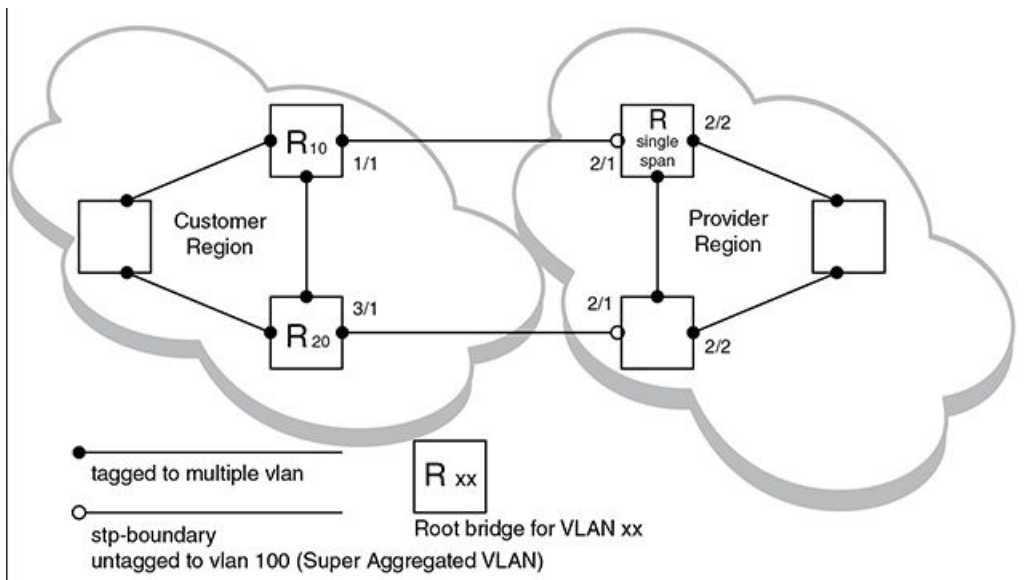 R10
1/1
R
single
span
2/2
2/1
Customer
Region
Provider
Region
3/1
R20
2/1
2/2
tagged to multiple vlan
R xx
Root bridge for VLAN xx
stp-boundary
untagged to vlan 100 (Super Aggregated VLAN)